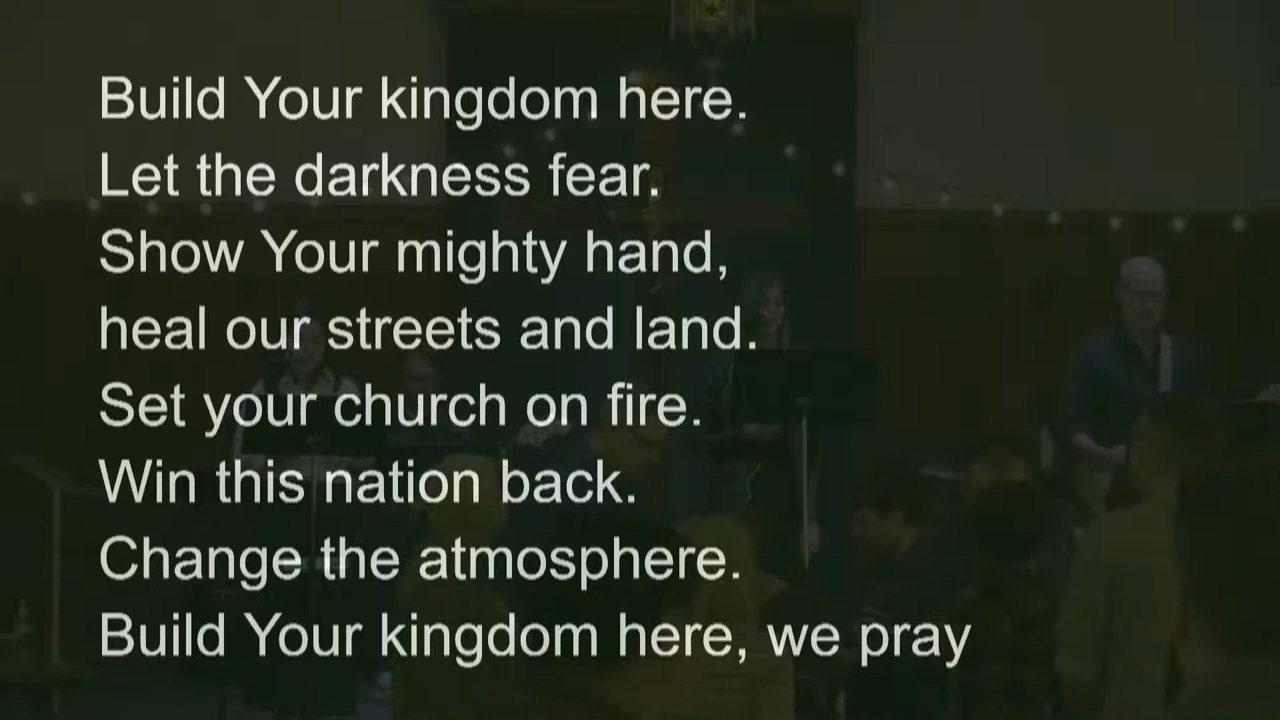 Build Your kingdom here.
Let the darkness fear.
Show Your mighty hand,
heal our streets and land.
Set your church on fire.
Win this nation back.
Change the atmosphere.
Build Your kingdom here, we pray